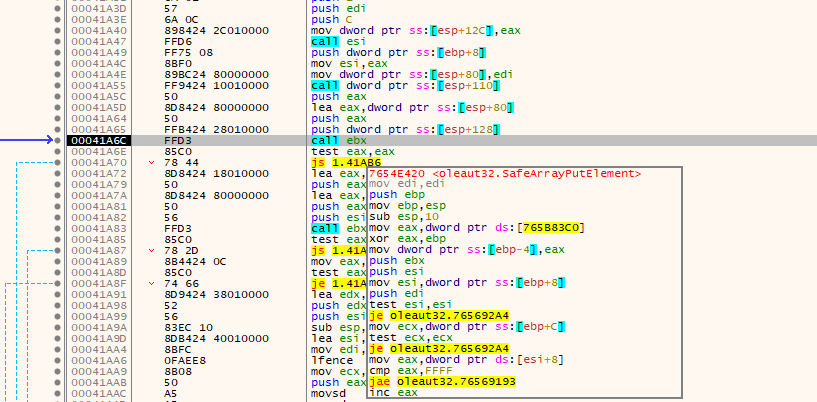 00041A3D 57 push edi
00041A3E 6A 0C push C
00041A40 898424 2C010000 mov dword ptr ss:[esp+12C],eax
00041A47 FFD6 call esi
00041A49 FF75 08 push dword ptr ss:[ebp+8]
00041A4C 8BF0 mov esi,eax
00041A4E 89BC24 80000000 mov dword ptr ss:[esp+80],edi
00041A55 FF9424 10010000 call dword ptr ss:[esp+110]
00041A5C 50 push eax
00041A5D 8D8424 80000000 lea eax,dword ptr ss:[esp+80]
00041A64 50 push eax
00041A65 FFB424 28010000 push dword ptr ss:[esp+128]
00041A6C FFD3 call ebx
00041A6E 85C0 test eax,eax
00041A70 78 44 js 1.41AB6
00041A72 8D8424 18010000 lea eax,
00041A79 50 push eax
00041A7A 8D8424 80000000 lea eax,
00041A81 50 push eax
00041A82 56 push esi
00041A83 FFD3 call ebx
00041A85 85C0 test eax
00041A87 78 2D js 1.41A
00041A89 8B4424 0C mov eax,
00041A8D 85C0 test eax
00041A8F 74 66 je 1.41A
00041A91 8D9424 38010000 lea edx,
00041A98 52 push edx
00041A99 56 push esi
00041A9A 83EC 10 sub esp,
00041A9D 8DB424 40010000 lea esi,
00041AA4 8BFC mov edi,
00041AA6 0FAEE8 lfence
00041AA9 8B08 mov ecx,
00041AAB 50 push eax
00041AAC A5 movsd
7654E420 <oleaut32.SafeArrayPutElement>
mov edi,edi
push ebp
mov ebp,esp
sub esp,10
mov eax,dword ptr ds:[765B83C0]
xor eax,ebp
mov dword ptr ss:[ebp-4],eax
push ebx
push esi
mov esi,dword ptr ss:[ebp+8]
push edi
test esi,esi
je oleaut32.765692A4
mov ecx,dword ptr ss:[ebp+C]
test ecx,ecx
je oleaut32.765692A4
mov eax,dword ptr ds:[esi+8]
cmp eax,FFFF
jae oleaut32.76569193
inc eax